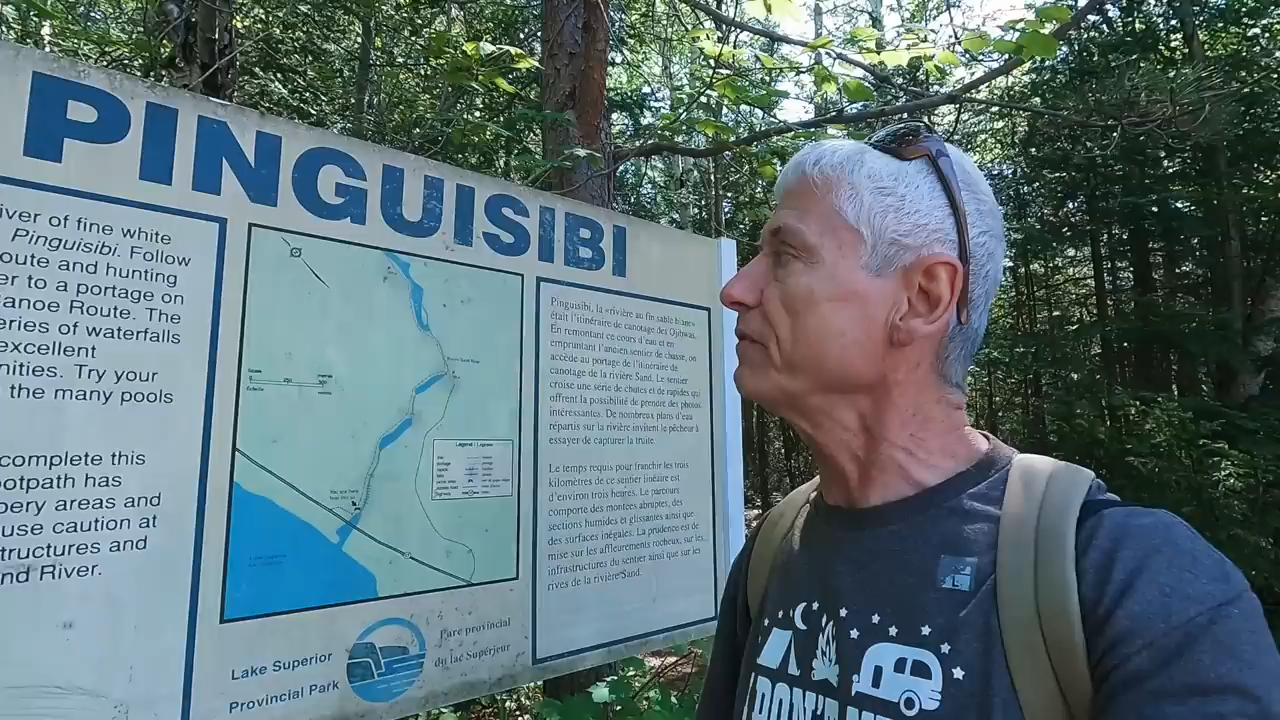 PINGUISIBI
iver of fine white
Pinguisibi. Follow
oute and hunting
er to a portage on
anoe Route. The
eries of waterfalls
excellent
nities. Try your
the many pools
complete this
ootpath has
pery areas and
use caution at
tructures and
nd River.
You are here
Legend / Légende
Pinguisibi, la «rivière au fin sable blanc»
était l'itinéraire de canotage des Ojibwas.
En remontant ce cours d'eau et en
empruntant l'ancien sentier de chasse, on
accède au portage de l'itinéraire de
canotage de la rivière Sand. Le sentier
croise une série de chutes et de rapides qui
offrent la possibilité de prendre des photos
intéressantes. De nombreux plans d'eau
répartis sur la rivière invitent le pêcheur à
essayer de capturer la truite.
Le temps requis pour franchir les trois
kilomètres de ce sentier linéaire est
d'environ trois heures. Le parcours
comporte des montées abruptes, des
sections humides et glissantes ainsi que
des surfaces inégales. La prudence est de
mise sur les affleurements rocheux, sur les
infrastructures du sentier ainsi que sur les
rives de la rivière Sand.
Lake Superior
Provincial Park
Parc provincial
du lac Supérieur
I DON'T